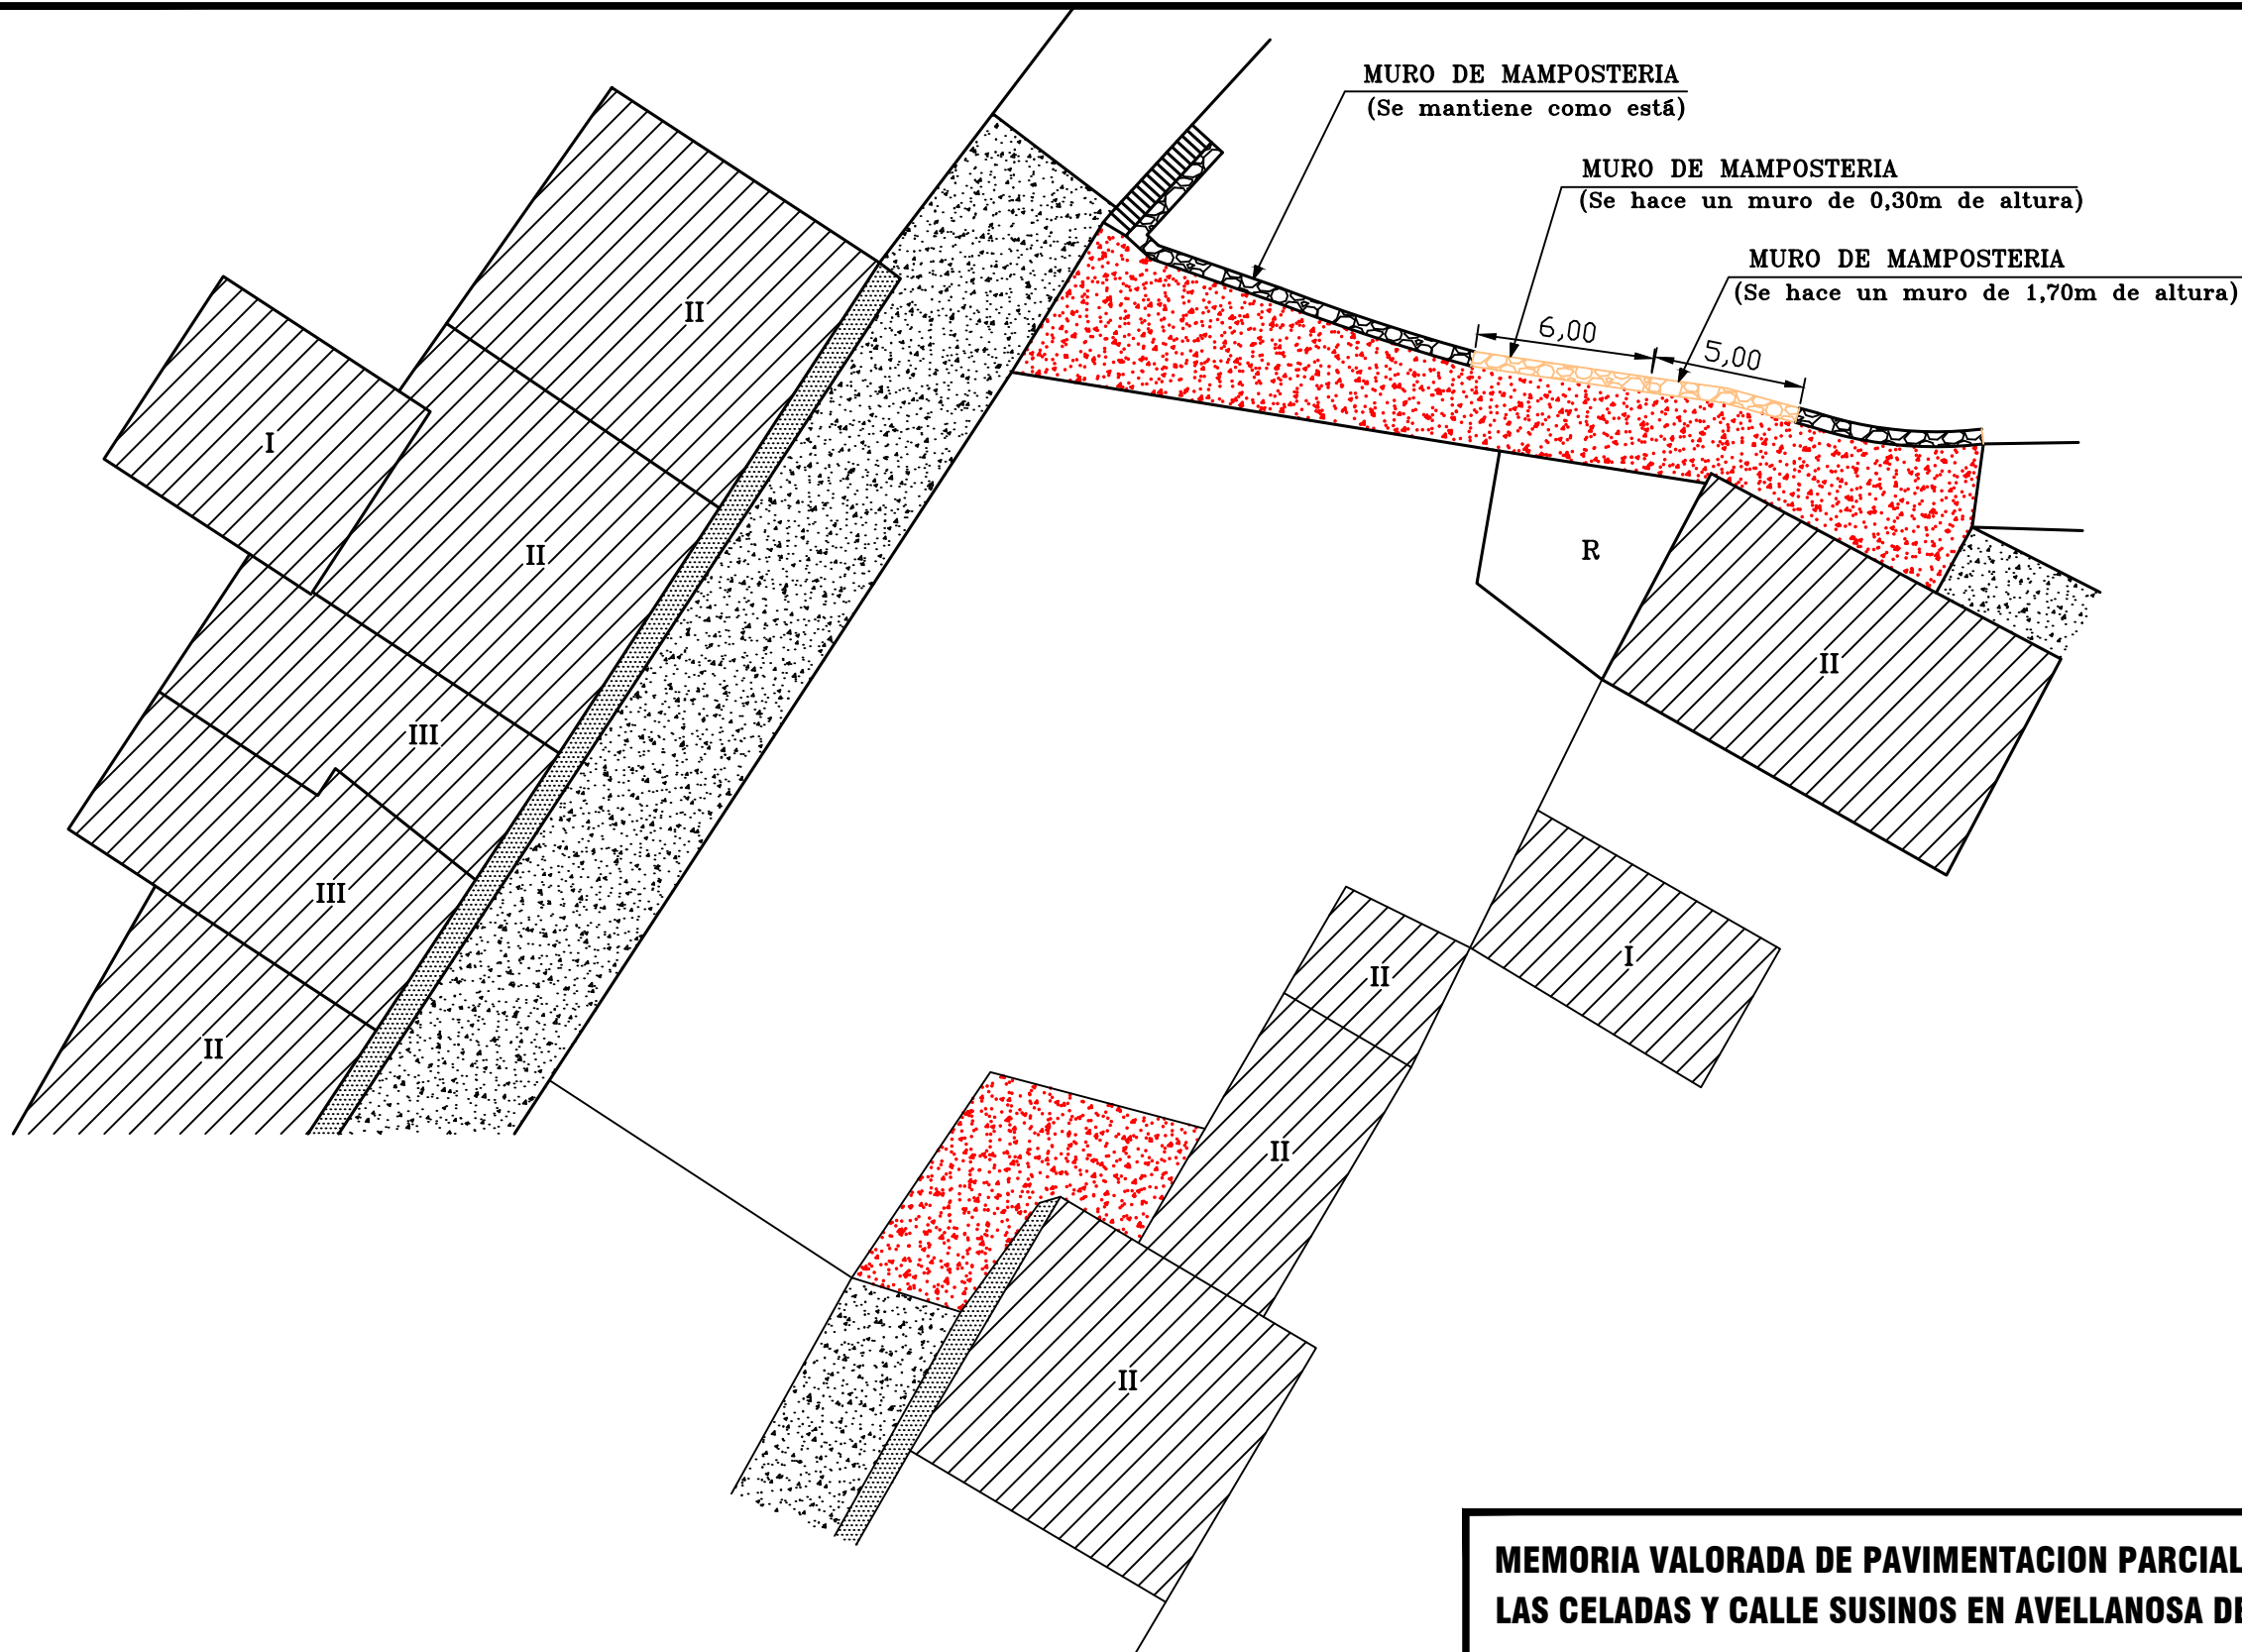 MURO DE MAMPOSTERIA
(Se mantiene como está)
MURO DE MAMPOSTERIA
(Se hace un muro de 0,30m de altura)
MURO DE MAMPOSTERIA
(Se hace un muro de 1,70m de altura)
6,00
5,00
II
I
II
R
II
III
III
I
II
II
II
II
MEMORIA VALORADA DE PAVIMENTACION PARCIAL
LAS CELADAS Y CALLE SUSINOS EN AVELLANOSA DE